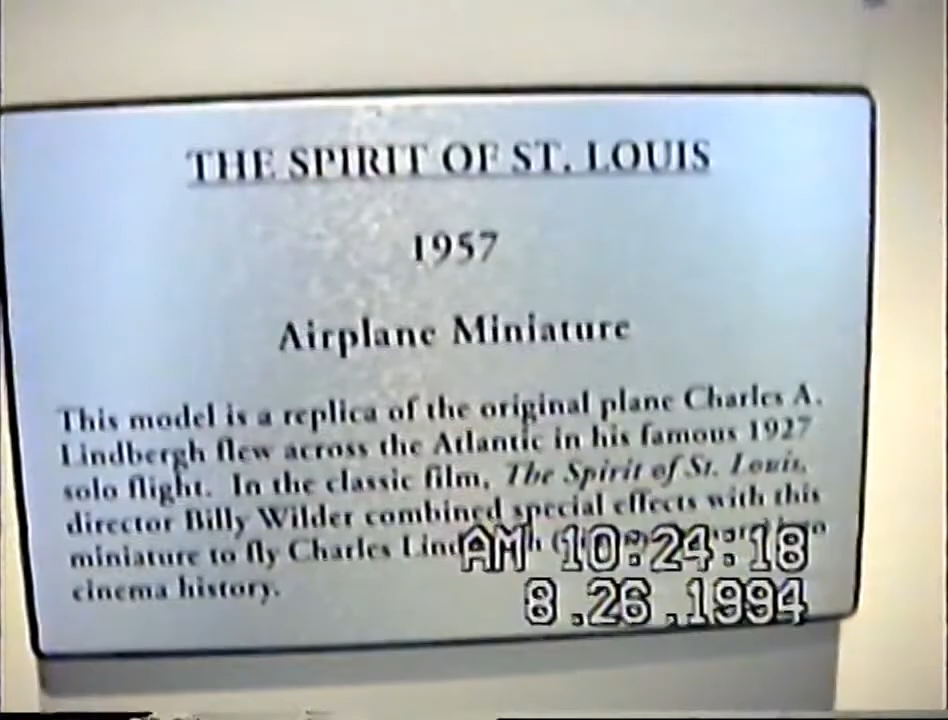 THE SPIRIT OF ST. LOUIS
1957
Airplane Miniature
This model is a replica of the original plane Charles A.
Lindbergh flew across the Atlantic in his famous 1927
solo flight. In the classic film, The Spirit of St. Louis,
director Billy Wilder combined special effects with this
miniature to fly Charles
cinema history.
AM 10:24:18
8.26.1994